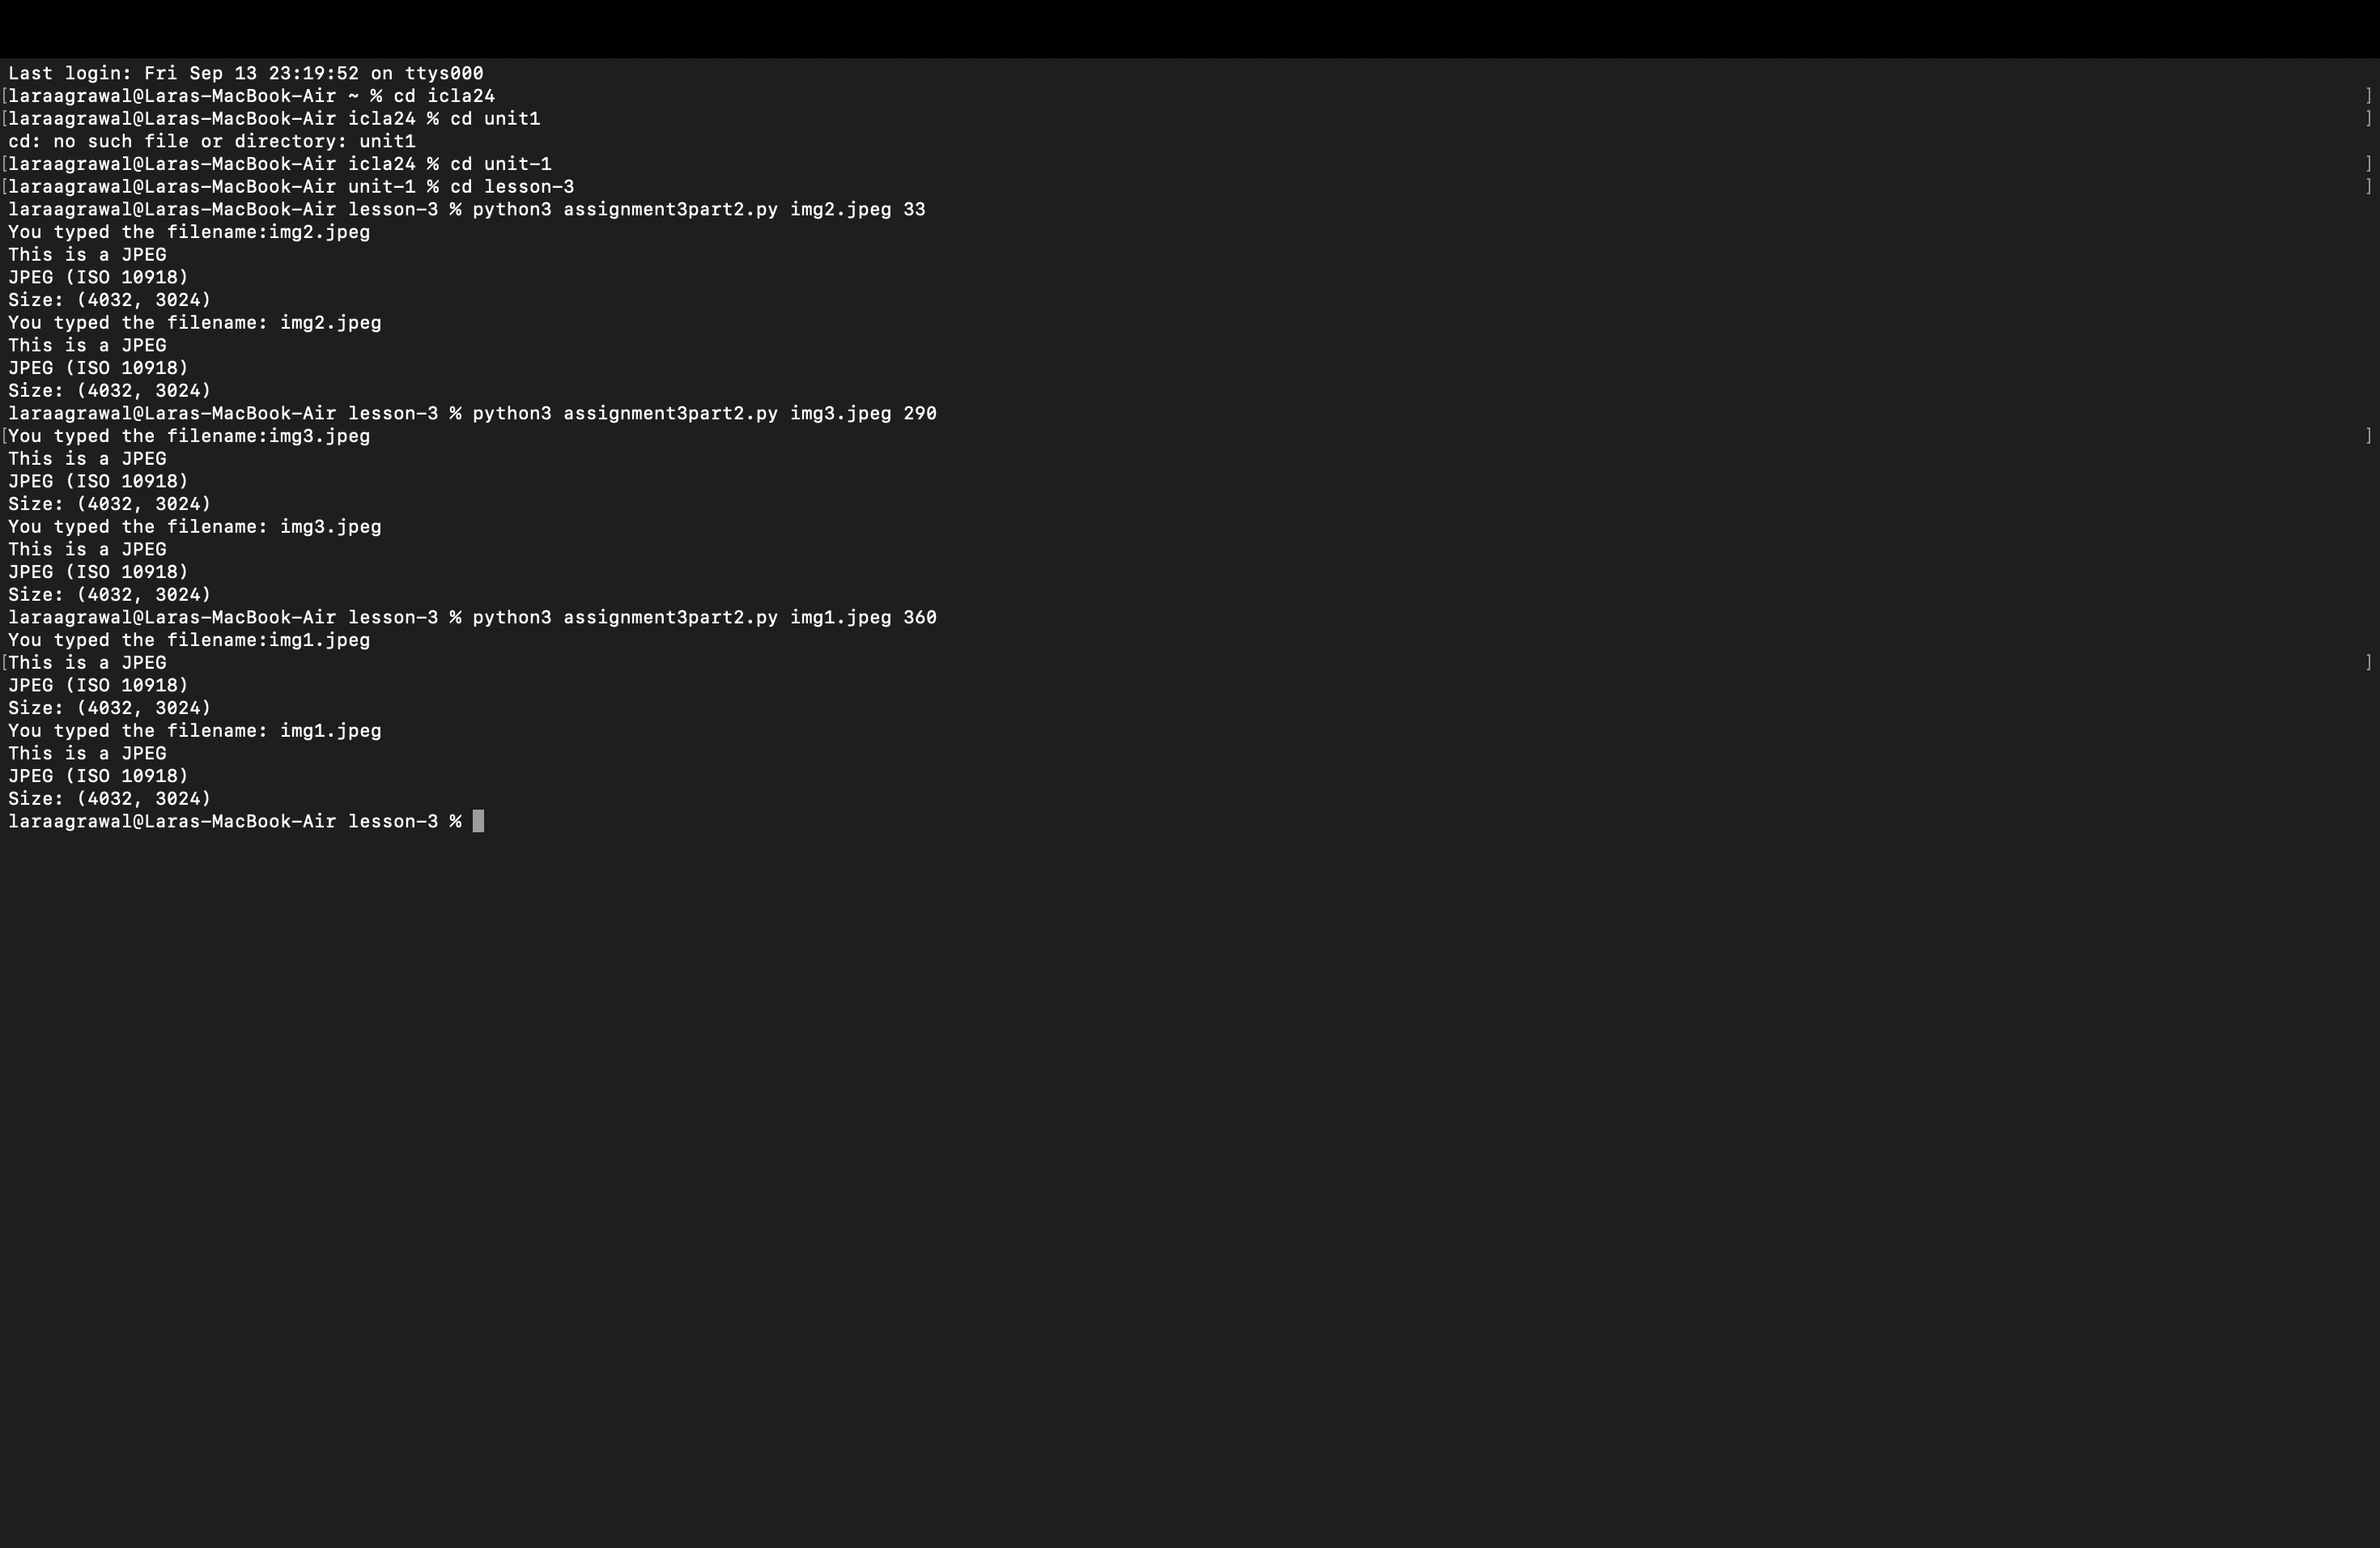 Last login: Fri Sep 13 23:19:52 on ttys000
[laraagrawal@Laras-MacBook-Air ~ % cd icla24 ]
[laraagrawal@Laras-MacBook-Air icla24 % cd unit1 ]
cd: no such file or directory: unit1
[laraagrawal@Laras-MacBook-Air icla24 % cd unit-1 ]
[laraagrawal@Laras-MacBook-Air unit-1 % cd lesson-3 ]
laraagrawal@Laras-MacBook-Air lesson-3 % python3 assignment3part2.py img2.jpeg 33
You typed the filename:img2.jpeg
This is a JPEG
JPEG (ISO 10918)
Size: (4032, 3024)
You typed the filename: img2.jpeg
This is a JPEG
JPEG (ISO 10918)
Size: (4032, 3024)
laraagrawal@Laras-MacBook-Air lesson-3 % python3 assignment3part2.py img3.jpeg 290
[You typed the filename:img3.jpeg ]
This is a JPEG
JPEG (ISO 10918)
Size: (4032, 3024)
You typed the filename: img3.jpeg
This is a JPEG
JPEG (ISO 10918)
Size: (4032, 3024)
laraagrawal@Laras-MacBook-Air lesson-3 % python3 assignment3part2.py img1.jpeg 360
You typed the filename:img1.jpeg
[This is a JPEG ]
JPEG (ISO 10918)
Size: (4032, 3024)
You typed the filename: img1.jpeg
This is a JPEG
JPEG (ISO 10918)
Size: (4032, 3024)
laraagrawal@Laras-MacBook-Air lesson-3 %